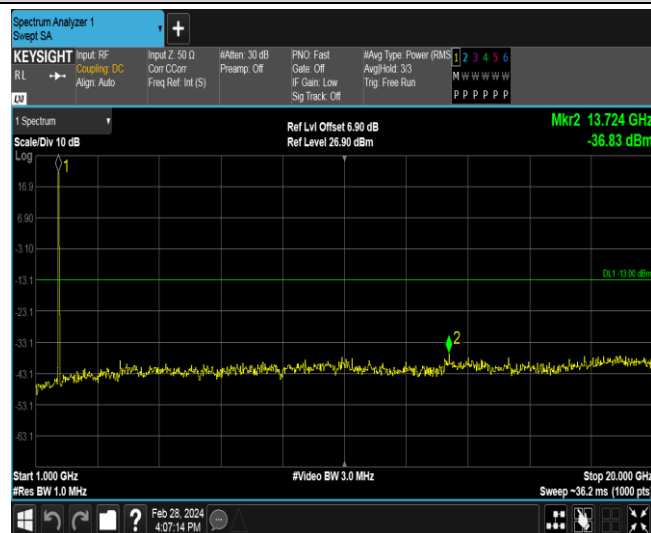 Spectrum Analyzer 1
Swept SA
+
KEYSIGHT
RL
Input: RF
Coupling: DC
Align: Auto
Input Z: 50 Ω
Corr CCorr
Freq Ref: Int (S)
#Atten: 30 dB
Preamp: Off
PNO: Fast
Gate: Off
IF Gain: Low
Sig Track: Off
#Avg Type: Power (RMS
Avg|Hold: 3/3
Trig: Free Run
1 2 3 4 5 6
M W W W W W
P P P P P P
1 Spectrum
Scale/Div 10 dB
Log
Ref Lvl Offset 6.90 dB
Ref Level 26.90 dBm
Mkr2 13.724 GHz
-36.83 dBm
1
16.9
6.90
-3.10
-13.1
DL1 -13.00 dBm
-23.1
-33.1
2
-43.1
-53.1
-63.1
Start 1.000 GHz
#Res BW 1.0 MHz
#Video BW 3.0 MHz
Stop 20.000 GHz
Sweep ~36.2 ms (1000 pts)
?
Feb 28, 2024
4:07:14 PM